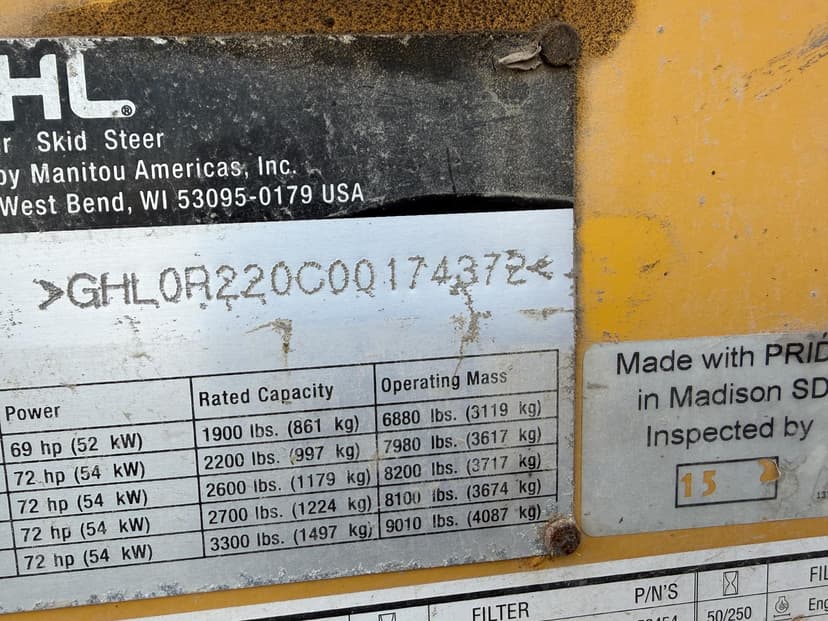 HL®
r Skid Steer
by Manitou Americas, Inc.
West Bend, WI 53095-0179 USA
>GHL0R220C00174372<
Power Rated Capacity Operating Mass
69 hp (52 kW) 1900 lbs. (861 kg) 6880 lbs. (3119 kg)
72 hp (54 kW) 2200 lbs. (997 kg) 7980 lbs. (3617 kg)
72 hp (54 kW) 2600 lbs. (1179 kg) 8200 lbs. (3717 kg)
72 hp (54 kW) 2700 lbs. (1224 kg) 8100 lbs. (3674 kg)
72 hp (54 kW) 3300 lbs. (1497 kg) 9010 lbs. (4087 kg)
Made with PRID
in Madison SD
Inspected by
15
13
FILTER P/N'S FIL
50/250 Eng